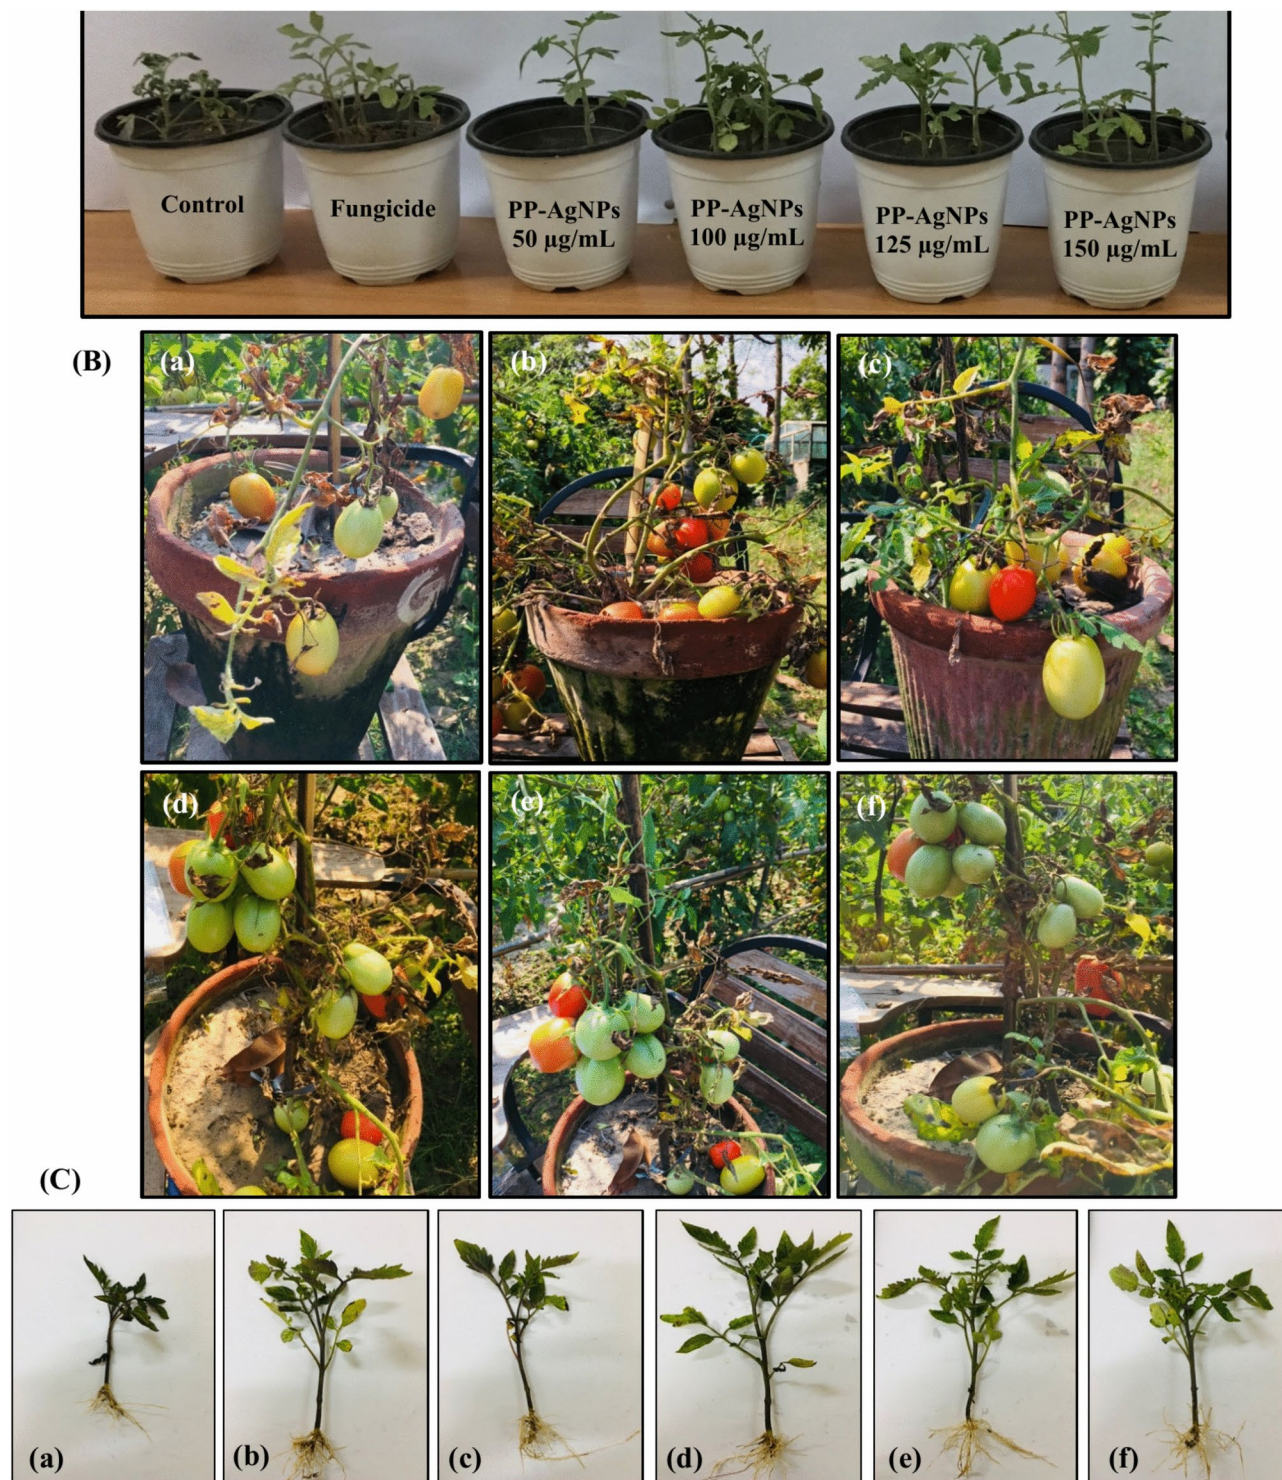 Control
Fungicide
PP-AgNPs
50 µg/mL
PP-AgNPs
100 µg/mL
PP-AgNPs
125 µg/mL
PP-AgNPs
150 µg/mL
(B)
(a)
(b)
(c)
(d)
(e)
(f)
(C)
(a)
(b)
(c)
(d)
(e)
(f)